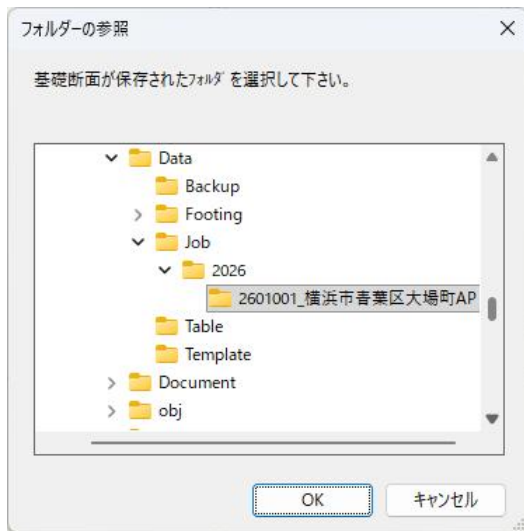 フォルダーの参照
基礎断面が保存されたﾌｫﾙﾀﾞを選択して下さい。
Data
Backup
Footing
Job
2026
2601001_横浜市青葉区大場町AP
Table
Template
Document
obj
OK キャンセル